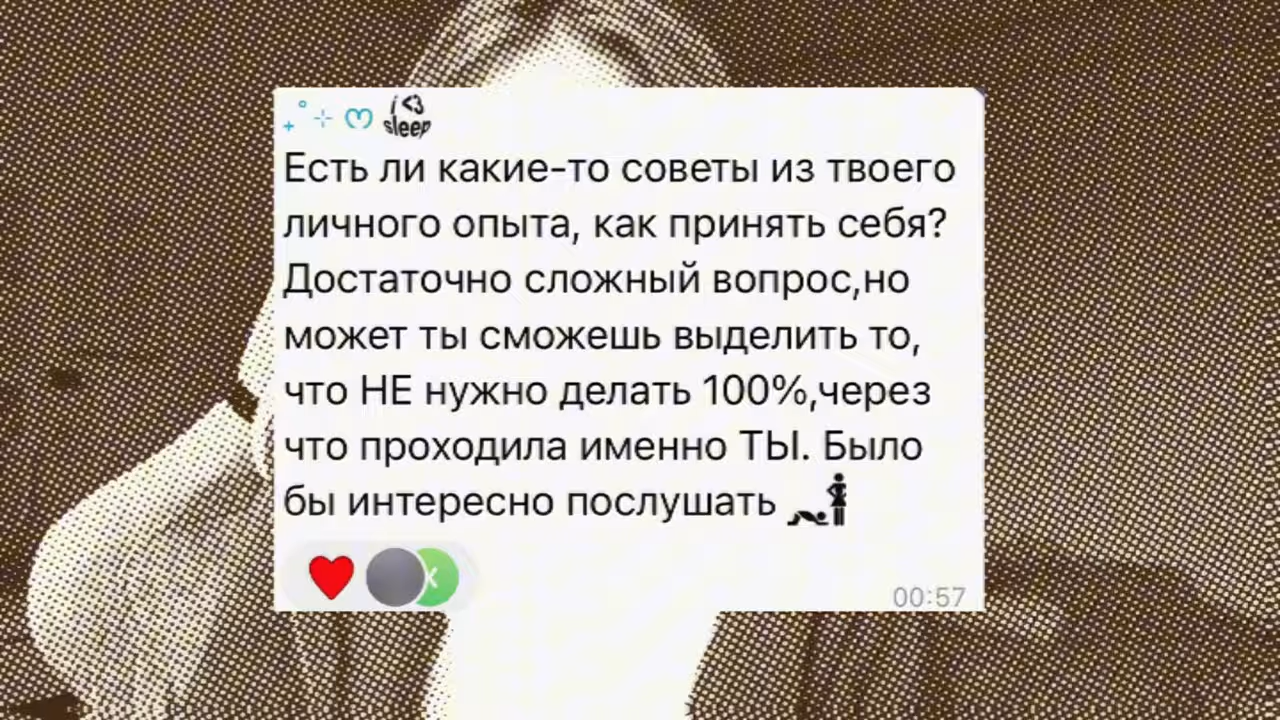 i <3
sleep
Есть ли какие-то советы из твоего
личного опыта, как принять себя?
Достаточно сложный вопрос,но
может ты сможешь выделить то,
что НЕ нужно делать 100%,через
что проходила именно ТЫ. Было
бы интересно послушать
X
00:57